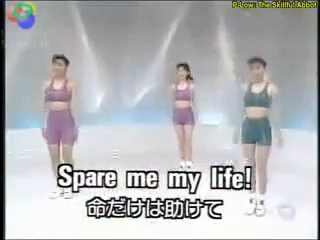 P-Low: The Skillful Abbot
Spare me my life!
命だけは助けて